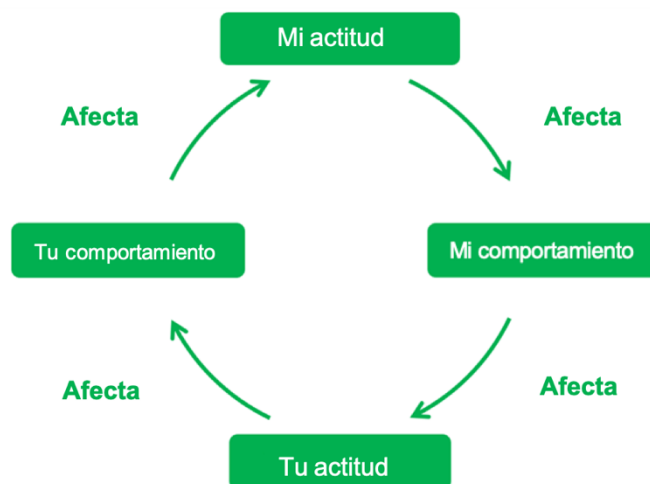 Mi actitud
Afecta
Afecta
Tu comportamiento
Mi comportamiento
Afecta
Afecta
Tu actitud